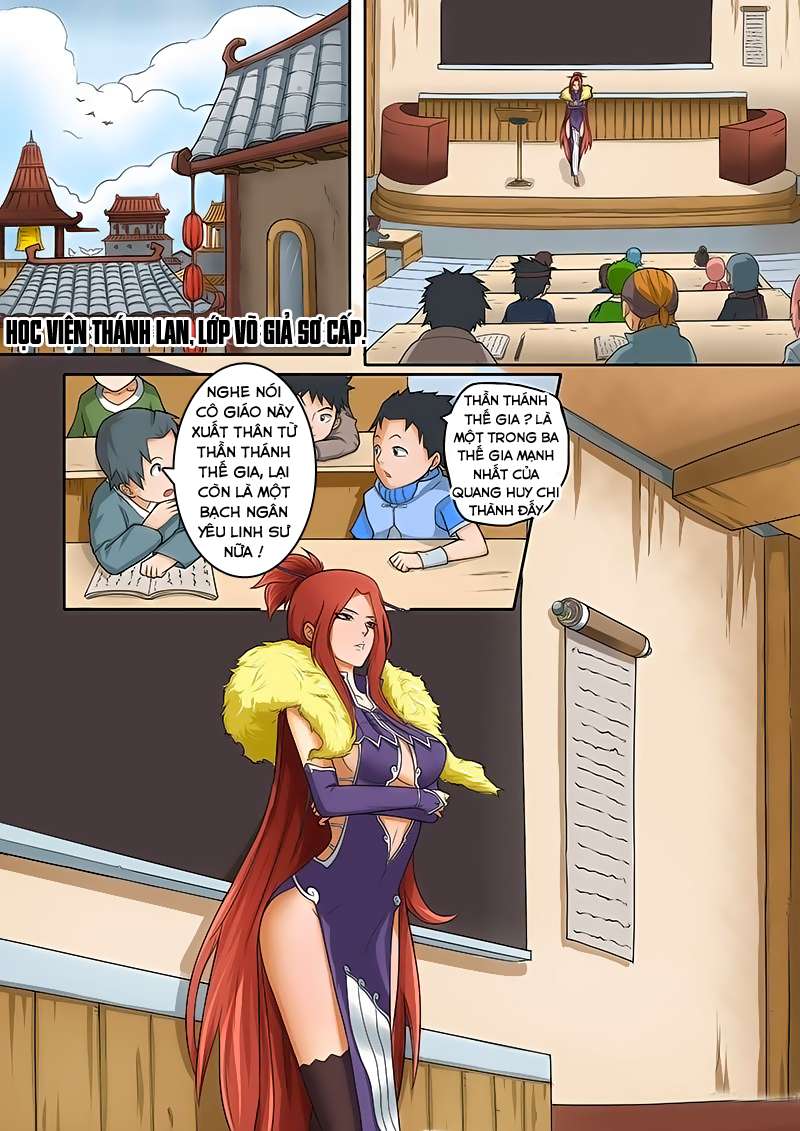 HỌC VIỆN THÁNH LAN, LỚP VÕ GIẢ SƠ CẤP.
NGHE NÓI
CÔ GIÁO NÀY
XUẤT THÂN TỪ
THẦN THÁNH
THẾ GIA, LẠI
CÒN LÀ MỘT
BẠCH NGÂN
YÊU LINH SƯ
NỮA !
THẦN THÁNH
THẾ GIA ? LÀ
MỘT TRONG BA
THẾ GIA MẠNH
NHẤT CỦA
QUANG HUY CHI
THÀNH ĐẤY